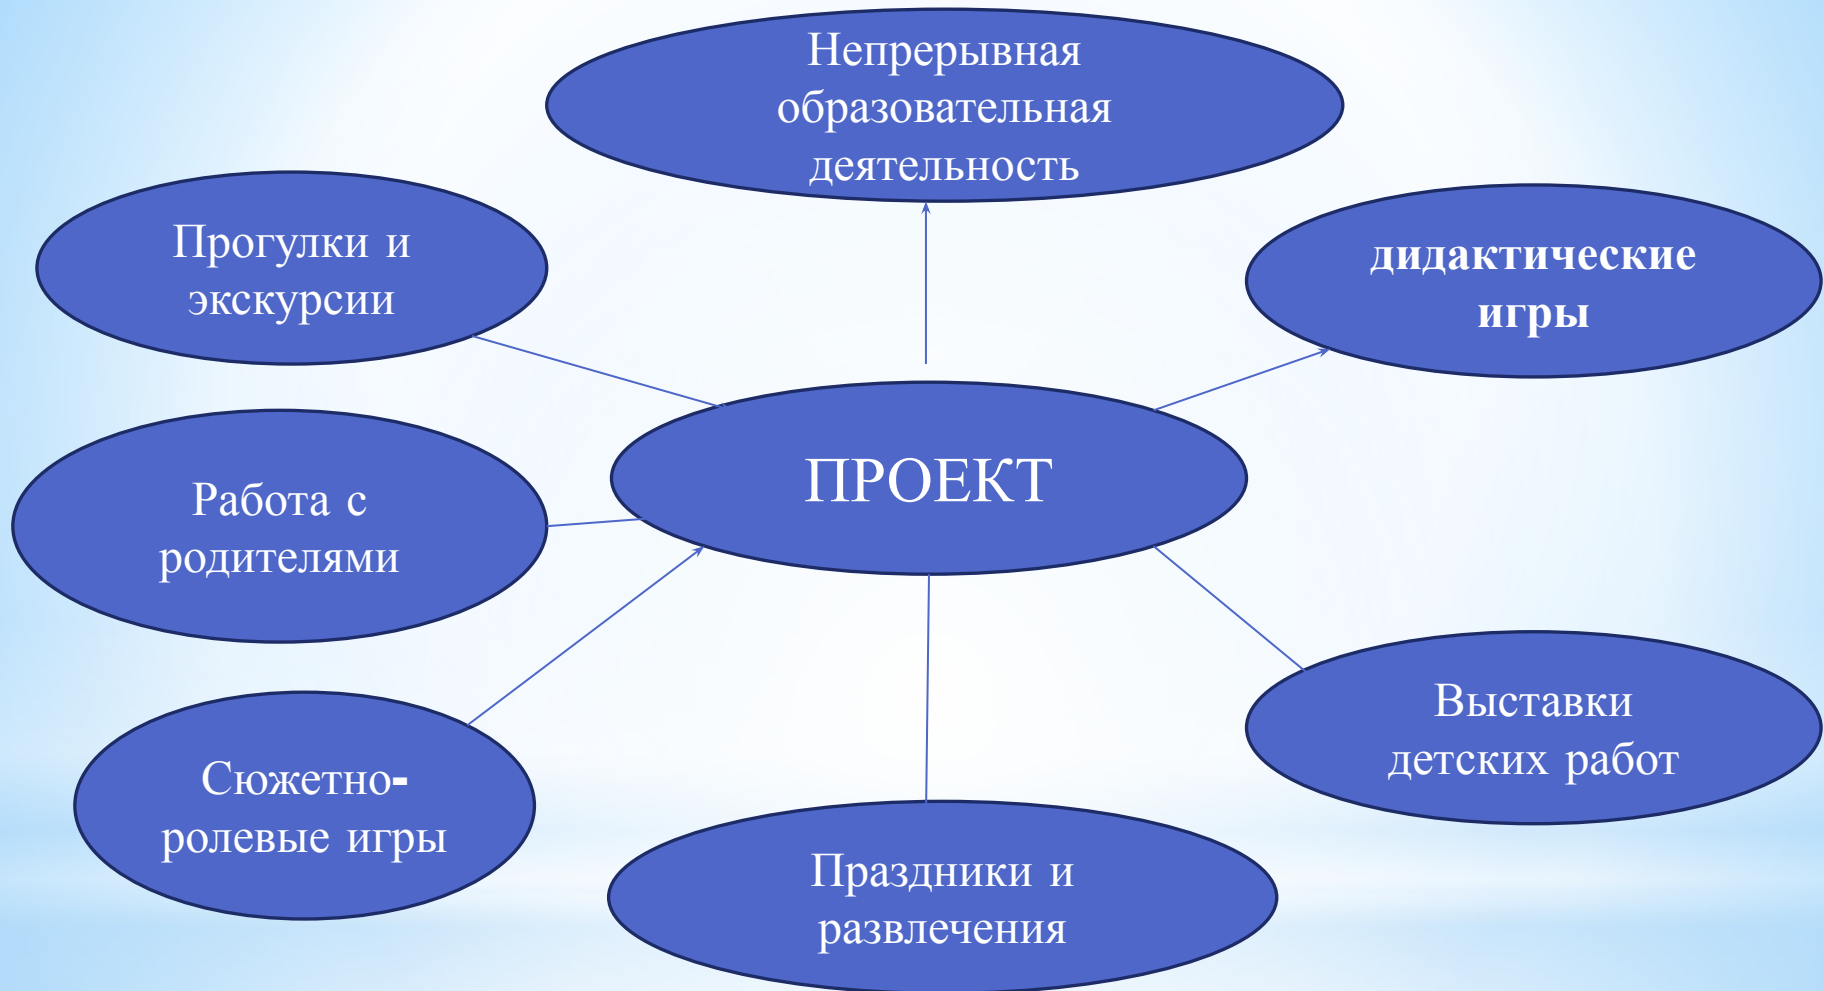 Непрерывная
образовательная
деятельность
Прогулки и
экскурсии
дидактические
игры
ПРОЕКТ
Работа с
родителями
Выставки
детских работ
Сюжетно-
ролевые игры
Праздники и
развлечения